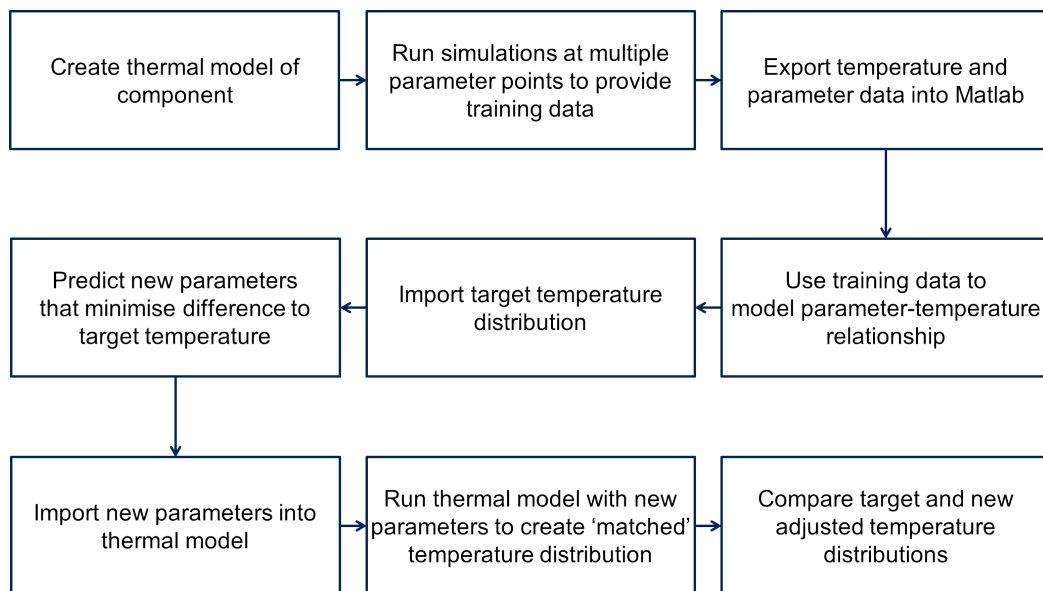 Create thermal model of
component
Run simulations at multiple
parameter points to provide
training data
Export temperature and
parameter data into Matlab
Use training data to
model parameter-temperature
relationship
Import target temperature
distribution
Predict new parameters
that minimise difference to
target temperature
Import new parameters into
thermal model
Run thermal model with new
parameters to create ‘matched’
temperature distribution
Compare target and new
adjusted temperature
distributions